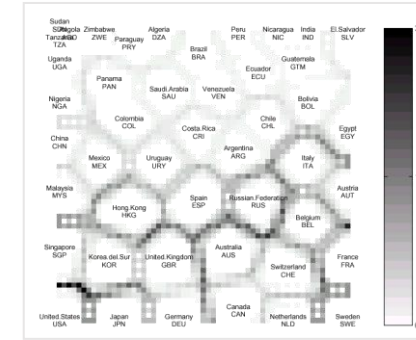 Sudan
Zimbabwe
ZWE
Paraguay
PRY
Algeria
DZA
Brazil
BRA
Peru
PER
Nicaragua
NIC
India
IND
El.Salvador
SLV
Tanzania
TZA
Uganda
UGA
Panama
PAN
Saudi.Arabia
SAU
Venezuela
VEN
Ecuador
ECU
Guatemala
GTM
Nigeria
NGA
Colombia
COL
Costa.Rica
CRI
Chile
CHL
Bolivia
BOL
Egypt
EGY
China
CHN
Mexico
MEX
Uruguay
URY
Argentina
ARG
Italy
ITA
Malaysia
MYS
Hong.Kong
HKG
Spain
ESP
Russian.Federation
RUS
Belgium
BEL
Austria
AUT
Singapore
SGP
Korea.del.Sur
KOR
United.Kingdom
GBR
Australia
AUS
Switzerland
CHE
France
FRA
United.States
USA
Japan
JPN
Germany
DEU
Canada
CAN
Netherlands
NLD
Sweden
SWE